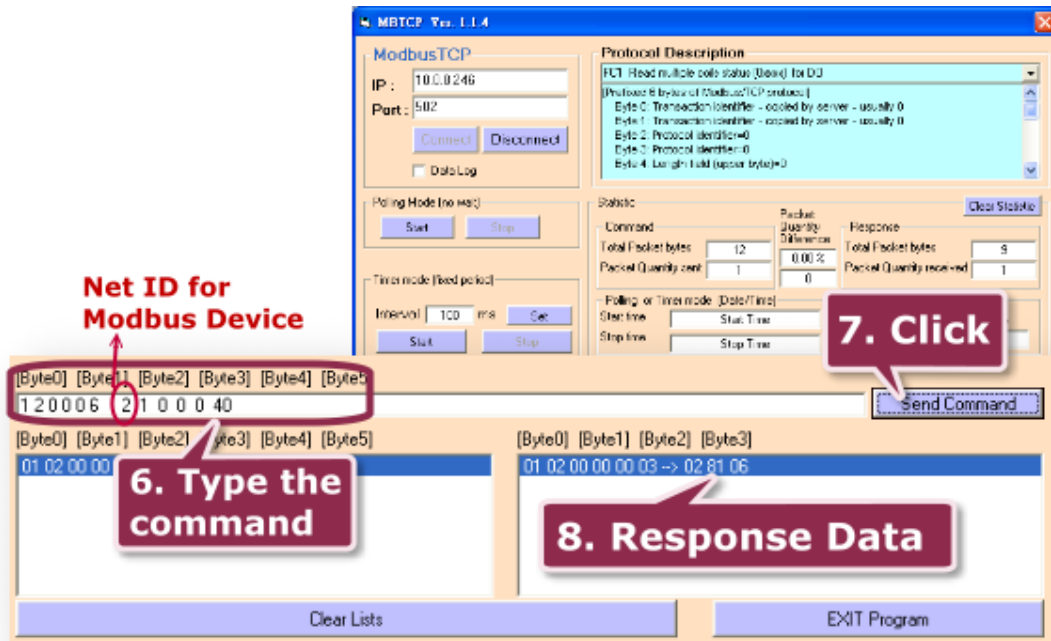 MBTCP Ver. 1.1.4
ModbusTCP
IP : 10.0.8.246
Port : 502
Connect Disconnect
Data Log
Protocol Description
FC1 Read multiple coils status (0xxxx) for DO
[Prefixed 6 bytes of Modbus/TCP protocol]
Byte 0: Transaction identifier - copied by server - usually 0
Byte 1: Transaction identifier - copied by server - usually 0
Byte 2: Protocol identifier=0
Byte 3: Protocol identifier=0
Byte 4: Length field (upper byte)=0
Polling Mode (no wait)
Start Stop
Timer mode (fixed period)
Interval 100 ms Set
Start Stop
Statistic
Clear Statistic
Command
Total Packet bytes 12
Packet Quantity sent 1
Packet Quantity Difference
0.00 %
0
Response
Total Packet bytes 9
Packet Quantity received 1
Polling or Timer mode (Date/Time)
Start time Start Time
Stop time Stop Time
Net ID for
Modbus Device
7. Click
[Byte0] [Byte1] [Byte2] [Byte3] [Byte4] [Byte5
1 2 0 0 0 6 2 1 0 0 0 40
Send Command
[Byte0] [Byte1] [Byte2] [Byte3] [Byte4] [Byte5]
01 02 00 00
6. Type the
command
[Byte0] [Byte1] [Byte2] [Byte3]
01 02 00 00 00 03 --> 02 81 06
8. Response Data
Clear Lists
EXIT Program